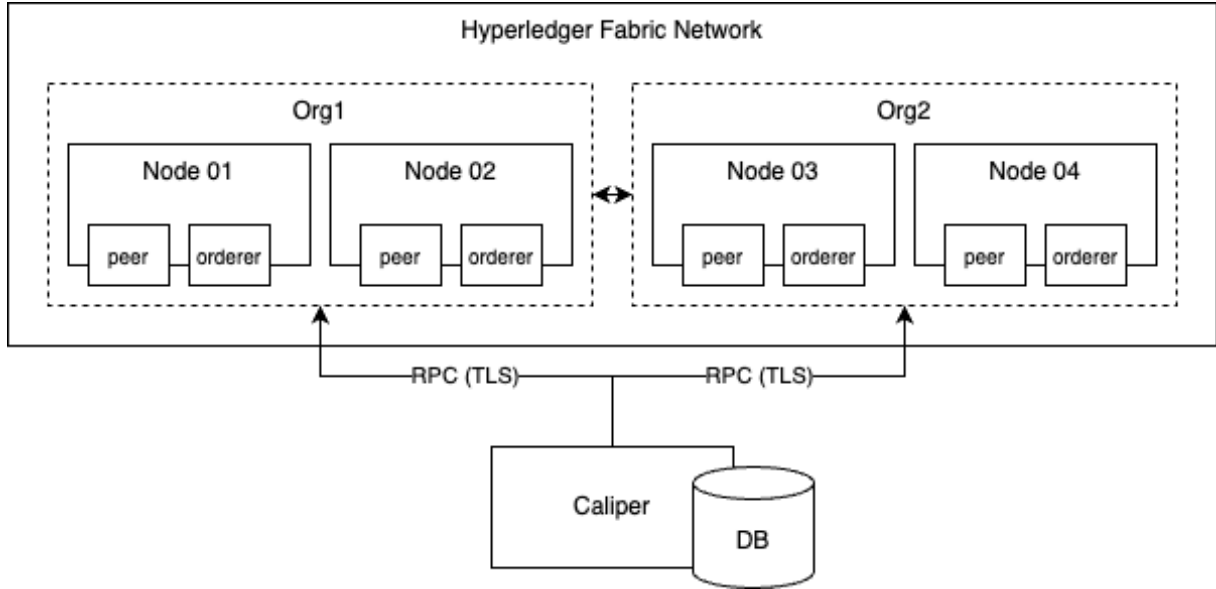 Hyperledger Fabric Network
Org1
Org2
Node 01
Node 02
Node 03
Node 04
peer
orderer
peer
orderer
peer
orderer
peer
orderer
RPC (TLS)
RPC (TLS)
Caliper
DB